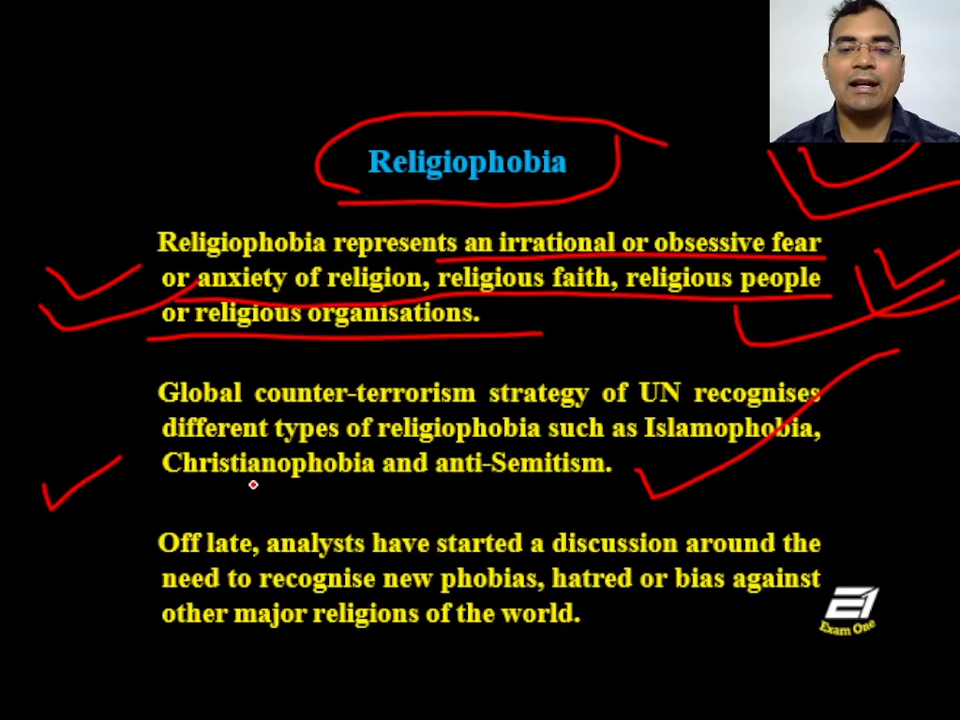 Religiophobia
Religiophobia represents an irrational or obsessive fear
or anxiety of religion, religious faith, religious people
or religious organisations.
Global counter-terrorism strategy of UN recognises
different types of religiophobia such as Islamophobia,
Christianophobia and anti-Semitism.
Off late, analysts have started a discussion around the
need to recognise new phobias, hatred or bias against
other major religions of the world.
E1
Exam One